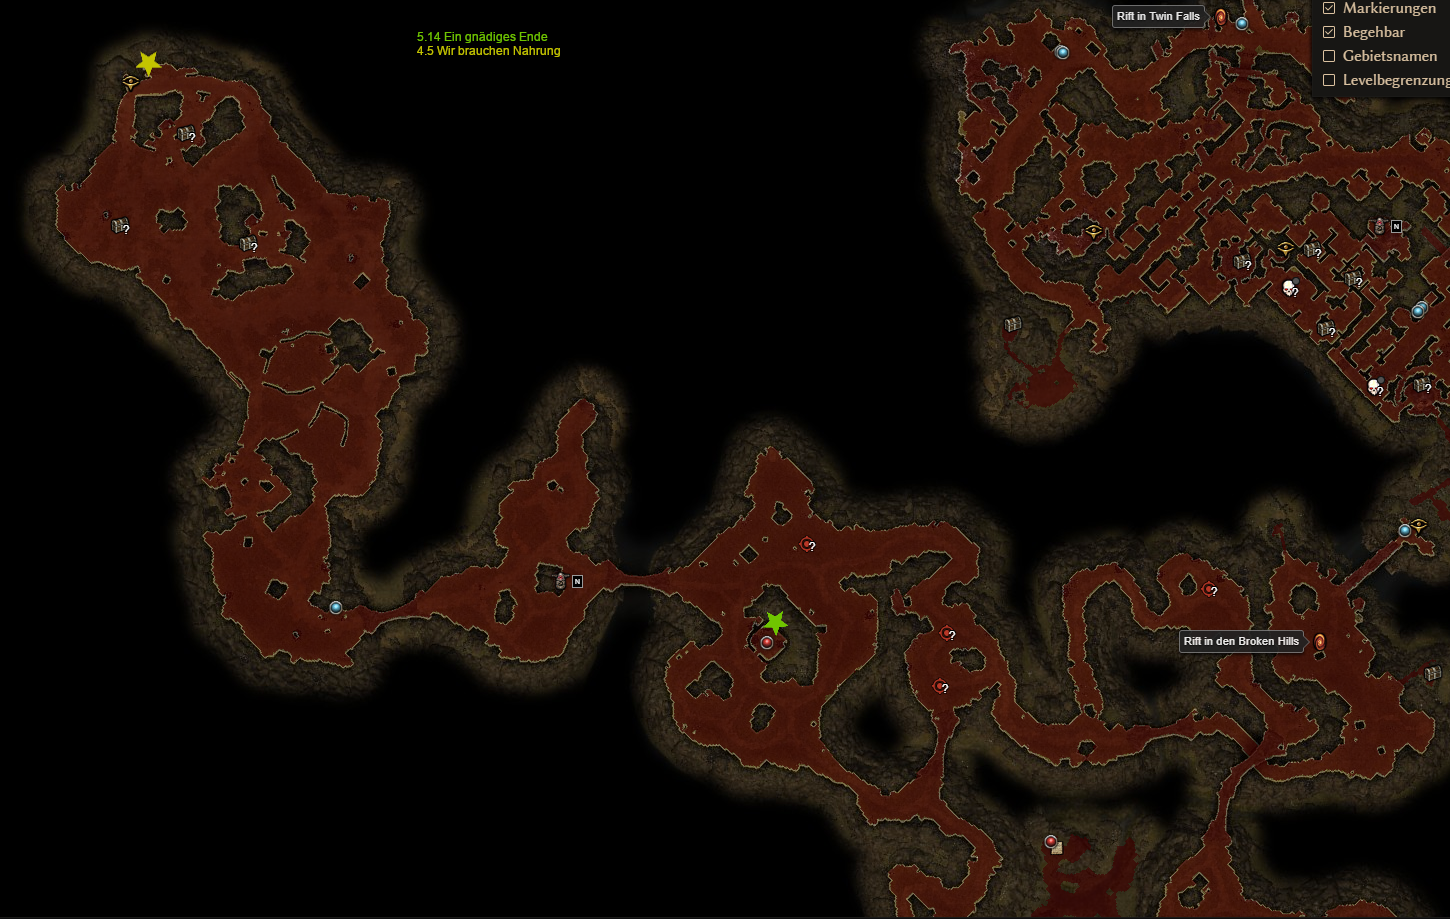 Rift in Twin Falls
Markierungen
Begehbar
Gebietsnamen
Levelbegrenzung
5.14 Ein gnädiges Ende
4.5 Wir brauchen Nahrung
?
?
?
N
?
?
?
?
?
?
?
?
N
?
?
?
?
Rift in den Broken Hills
?